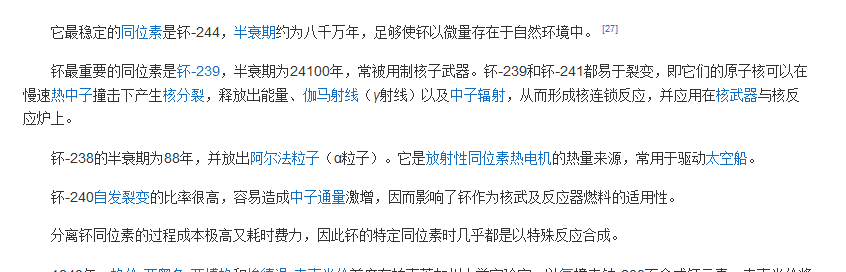 它最稳定的同位素是钚-244，半衰期约为八千万年，足够使钚以微量存在于自然环境中。 [27]
钚最重要的同位素是钚-239，半衰期为24100年，常被用制核子武器。钚-239和钚-241都易于裂变，即它们的原子核可以在
慢速热中子撞击下产生核分裂，释放出能量、伽马射线（γ射线）以及中子辐射，从而形成核连锁反应，并应用在核武器与核反
应炉上。
钚-238的半衰期为88年，并放出阿尔法粒子（α粒子）。它是放射性同位素热电机的热量来源，常用于驱动太空船。
钚-240自发裂变的比率很高，容易造成中子通量激增，因而影响了钚作为核武及反应器燃料的适用性。
分离钚同位素的过程成本极高又耗时费力，因此钚的特定同位素时几乎都是以特殊反应合成。